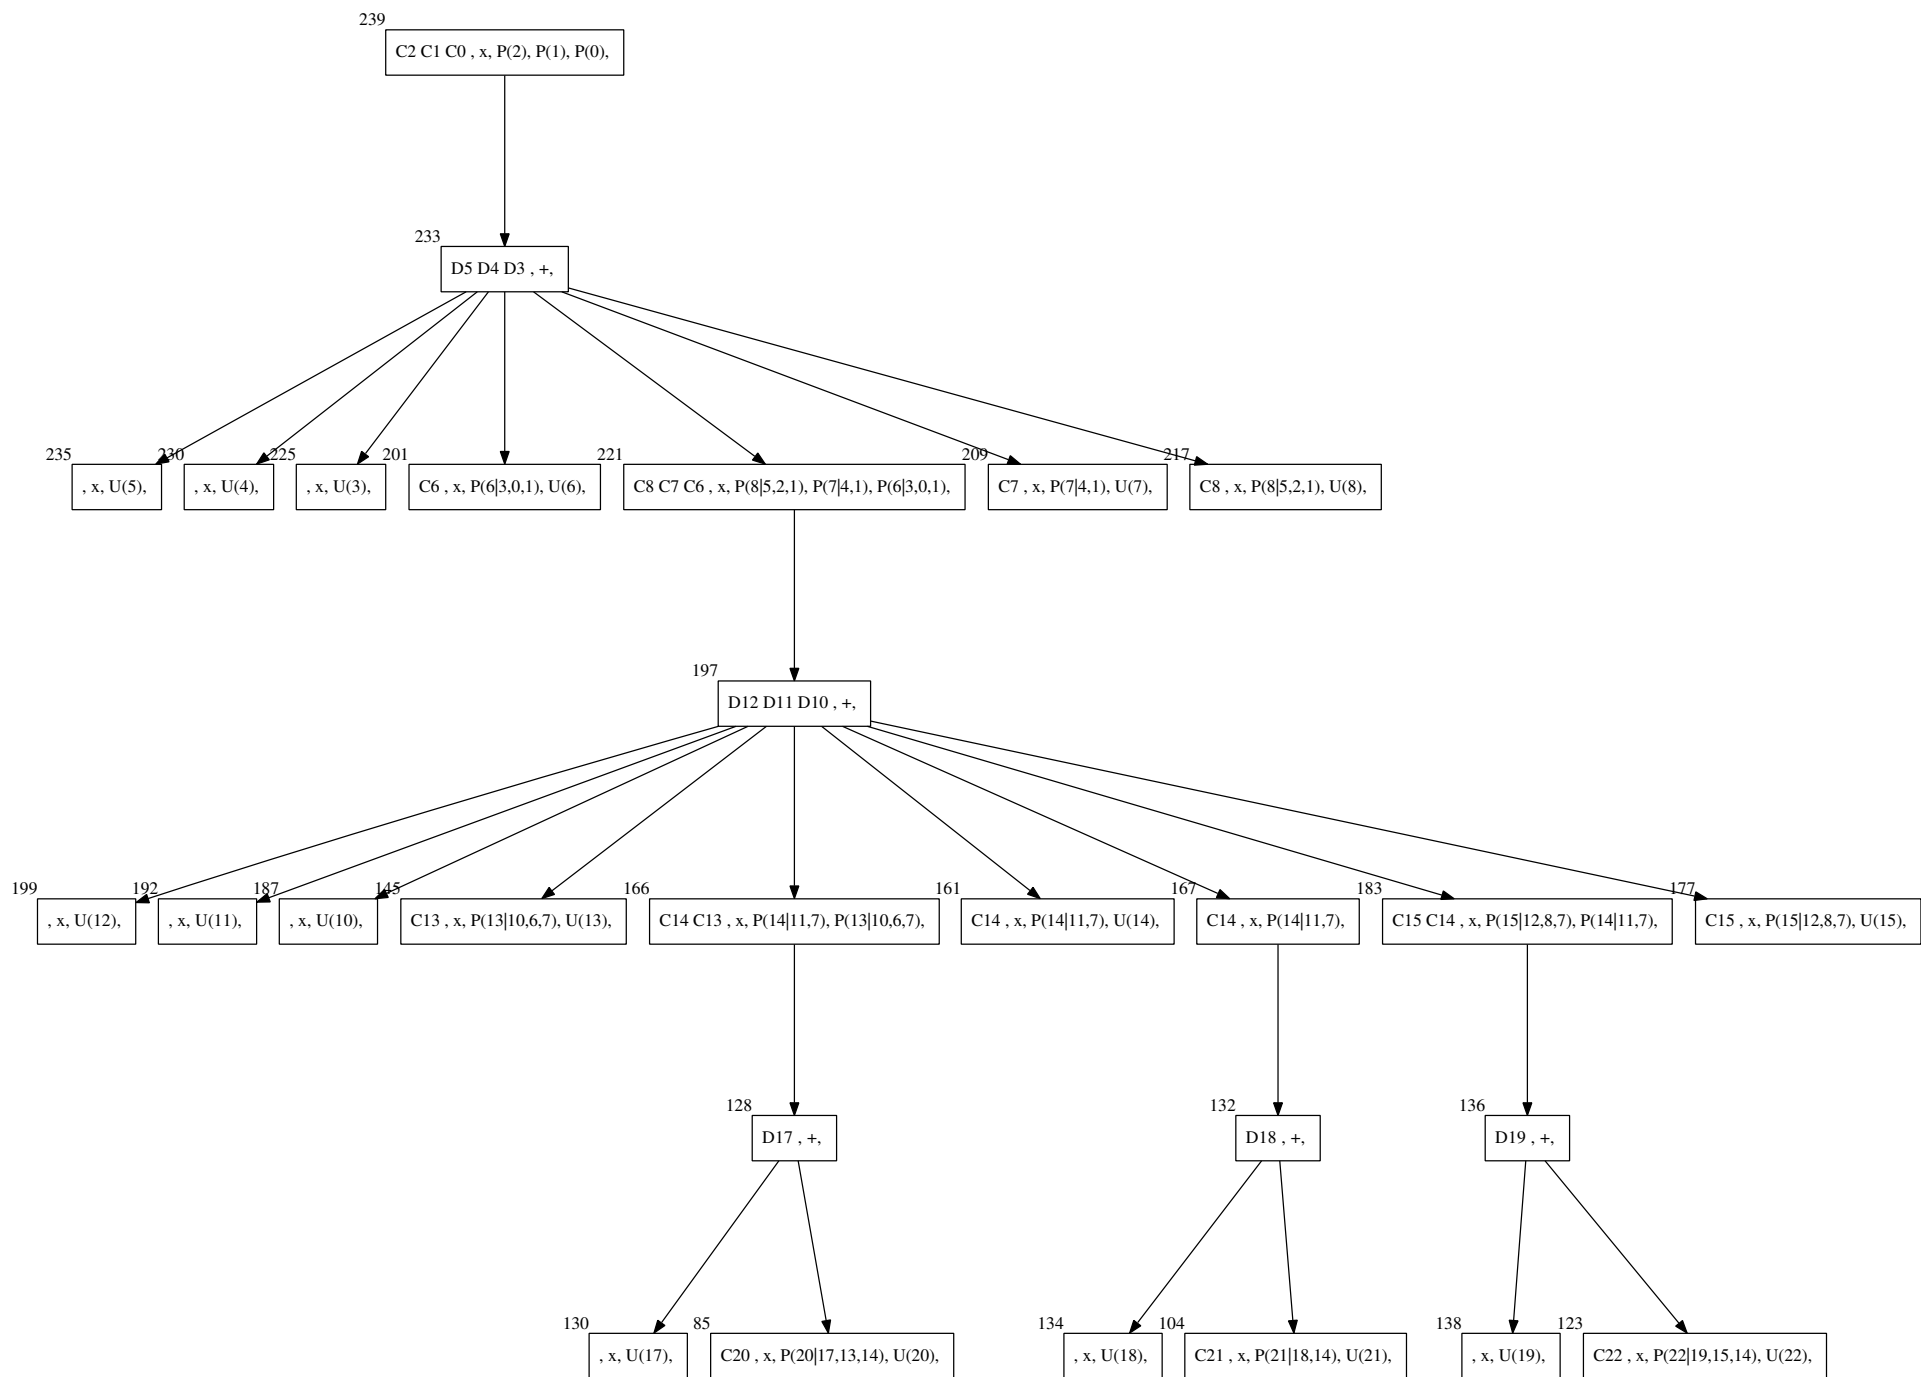 239
C2 C1 C0 , x, P(2), P(1), P(0),
233
D5 D4 D3 , +,
235 230 225 201 221 209 217
, x, U(5), , x, U(4), , x, U(3), C6 , x, P(6|3,0,1), U(6), C8 C7 C6 , x, P(8|5,2,1), P(7|4,1), P(6|3,0,1), C7 , x, P(7|4,1), U(7), C8 , x, P(8|5,2,1), U(8),
197
D12 D11 D10 , +,
199 192 187 145 166 161 167 183 177
, x, U(12), , x, U(11), , x, U(10), C13 , x, P(13|10,6,7), U(13), C14 C13 , x, P(14|11,7), P(13|10,6,7), C14 , x, P(14|11,7), U(14), C14 , x, P(14|11,7), C15 C14 , x, P(15|12,8,7), P(14|11,7), C15 , x, P(15|12,8,7), U(15),
128 132 136
D17 , +, D18 , +, D19 , +,
130 85 134 104 138 123
, x, U(17), C20 , x, P(20|17,13,14), U(20), , x, U(18), C21 , x, P(21|18,14), U(21), , x, U(19), C22 , x, P(22|19,15,14), U(22),